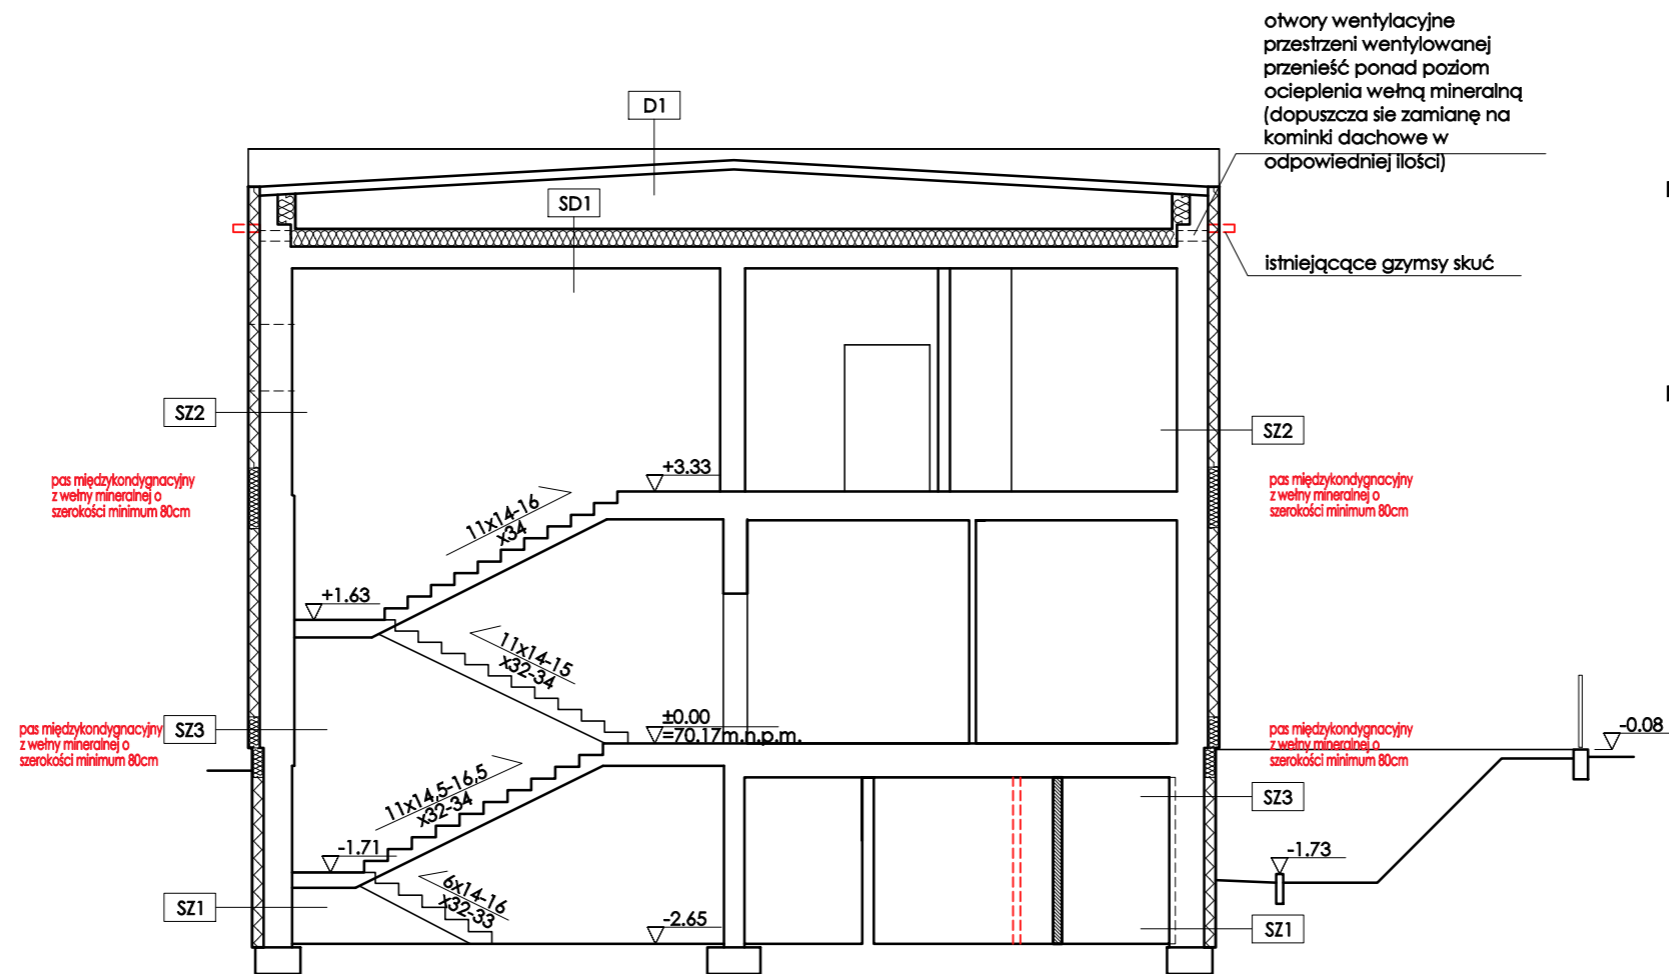 otwory wentylacyjne
przestrzeni wentylowanej
przenieść ponad poziom
ocieplenia wełną mineralną
(dopuszcza sie zamianę na
kominki dachowe w
odpowiedniej ilości)
D1
SD1
istniejącące gzymsy skuć
SZ2
SZ2
pas międzykondygnacyjny
z wełny mineralnej o
szerokości minimum 80cm
pas międzykondygnacyjny
z wełny mineralnej o
szerokości minimum 80cm
+3.33
11x14-16
x34
+1.63
11x14-15
x32-34
±0.00
=70.17m.n.p.m.
SZ3
pas międzykondygnacyjny
z wełny mineralnej o
szerokości minimum 80cm
pas międzykondygnacyjny
z wełny mineralnej o
szerokości minimum 80cm
-0.08
11x14,5-16,5
x32-34
SZ3
-1.71
-1.73
6x14-16
x32-33
SZ1
-2.65
SZ1